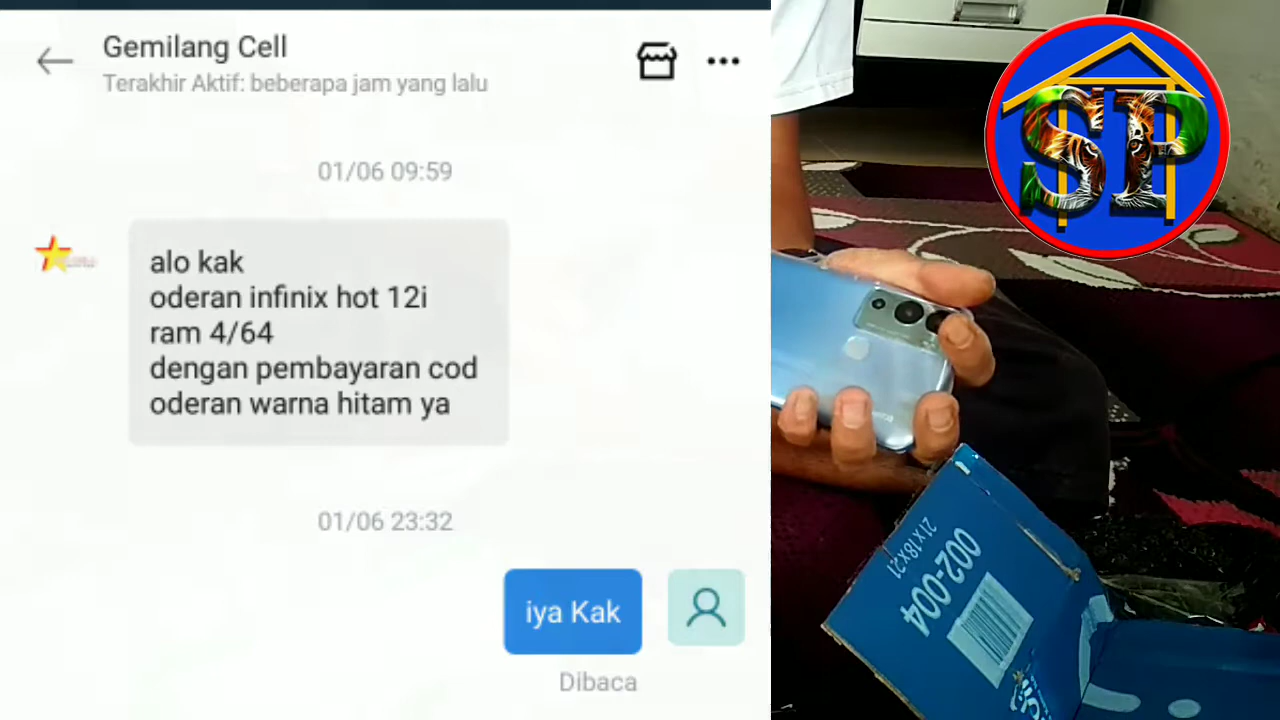 Gemilang Cell
Terakhir Aktif: beberapa jam yang lalu
01/06 09:59
alo kak
oderan infinix hot 12i
ram 4/64
dengan pembayaran cod
oderan warna hitam ya
01/06 23:32
iya Kak
Dibaca
SP
21x18x21
002-004